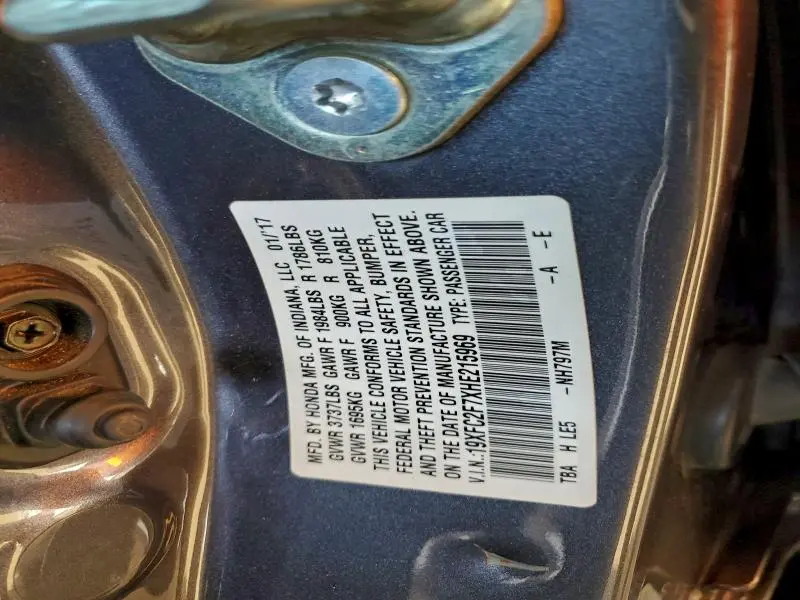 MFD. BY HONDA MFG. OF INDIANA, LLC 01/17
GVWR 3737LBS GAWR F 1984LBS R 1786LBS
GVWR 1695KG GAWR F 900KG R 810KG
THIS VEHICLE CONFORMS TO ALL APPLICABLE
FEDERAL MOTOR VEHICLE SAFETY, BUMPER,
AND THEFT PREVENTION STANDARDS IN EFFECT
ON THE DATE OF MANUFACTURE SHOWN ABOVE.
V.I.N.:19XFC2F7XHE215969 TYPE: PASSENGER CAR
TBA H LE5 -NH797M -A -E